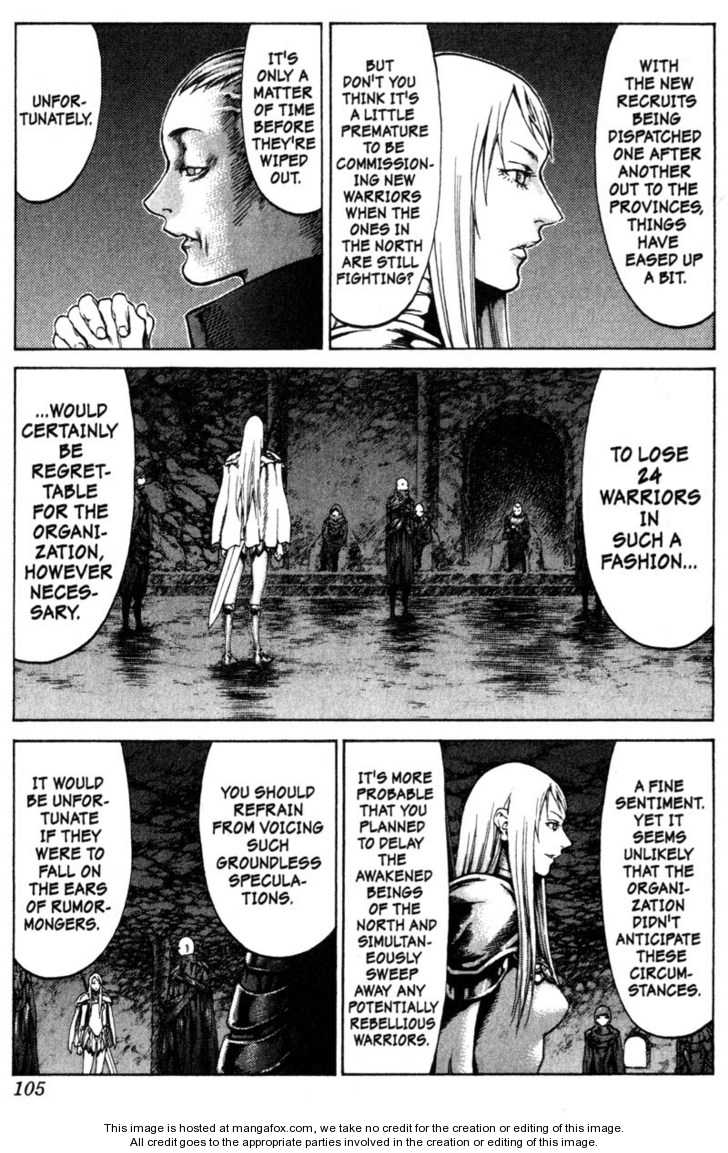 WITH
THE NEW
RECRUITS
BEING
DISPATCHED
ONE AFTER
ANOTHER
OUT TO THE
PROVINCES,
THINGS
HAVE
EASED UP
A BIT.
BUT
DON'T YOU
THINK IT'S
A LITTLE
PREMATURE
TO BE
COMMISSION-
ING NEW
WARRIORS
WHEN THE
ONES IN
THE NORTH
ARE STILL
FIGHTING?
IT'S
ONLY A
MATTER
OF TIME
BEFORE
THEY'RE
WIPED
OUT.
UNFOR-
TUNATELY.
TO LOSE
24
WARRIORS
IN
SUCH A
FASHION...
...WOULD
CERTAINLY
BE
REGRET-
TABLE
FOR THE
ORGANI-
ZATION,
HOWEVER
NECES-
SARY.
A FINE
SENTIMENT.
YET IT
SEEMS
UNLIKELY
THAT THE
ORGANI-
ZATION
DIDN'T
ANTICIPATE
THESE
CIRCUM-
STANCES.
IT'S MORE
PROBABLE
THAT YOU
PLANNED
TO DELAY
THE
AWAKENED
BEINGS
OF THE
NORTH AND
SIMULTAN-
EOUSLY
SWEEP
AWAY ANY
POTENTIALLY
REBELLIOUS
WARRIORS.
YOU SHOULD
REFRAIN
FROM VOICING
SUCH
GROUNDLESS
SPECULA-
TIONS.
IT WOULD
BE UNFOR-
TUNATE
IF THEY
WERE TO
FALL ON
THE EARS
OF RUMOR-
MONGERS.
105
This image is hosted at mangafox.com, we take no credit for the creation or editing of this image.
All credit goes to the appropriate parties involved in the creation or editing of this image.